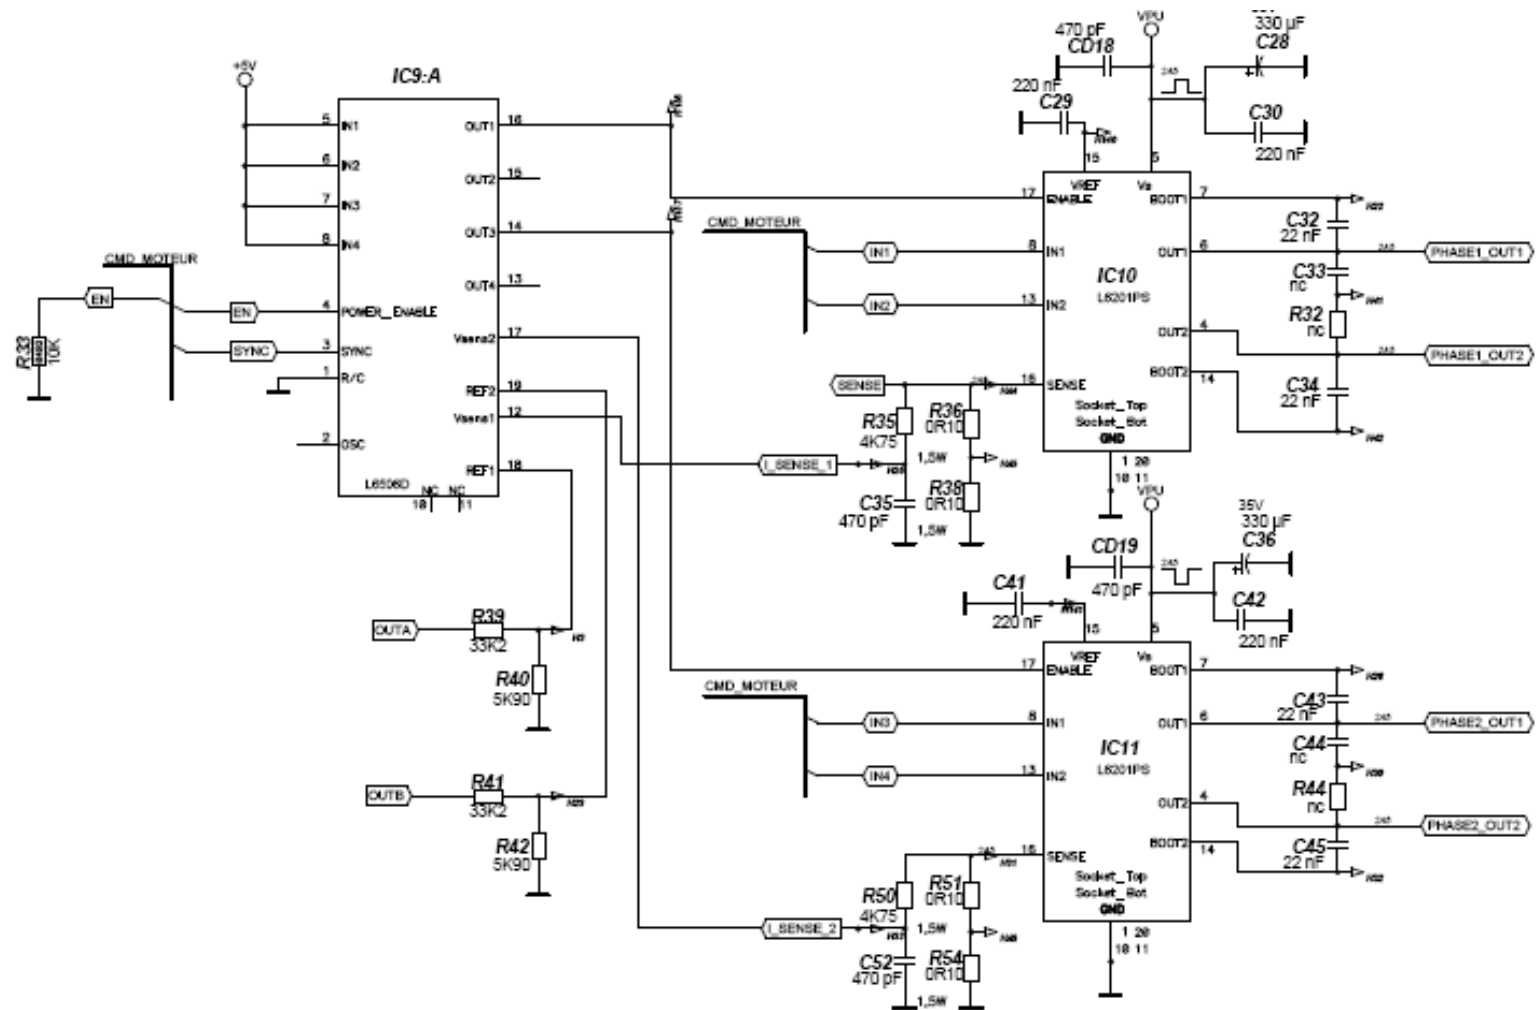 +5V
IC9:A
5
IN1
6
IN2
7
IN3
8
IN4
CMD_MOTEUR
EN
EN
4
POWER_ENABLE
SYNC
3
SYNC
1
R/C
2
OSC
R33
10K
OUT1
16
OUT2
15
OUT3
14
OUT4
13
Vsens2
17
REF2
19
Vsens1
12
REF1
18
L6506D
NC NC
10 11
OUTA
R39
33K2
R40
5K90
OUTB
R41
33K2
R42
5K90
VPU
470 pF
CD18
220 nF
C29
330 µF
C28
C30
220 nF
15
5
VREF
Vs
17
ENABLE
CMD_MOTEUR
IN1
8
IN1
IN2
13
IN2
IC10
L6201PS
BOOT1
7
OUT1
6
OUT2
4
BOOT2
14
C32
22 nF
C33
nc
R32
nc
C34
22 nF
PHASE1_OUT1
PHASE1_OUT2
SENSE
16
SENSE
R35
4K75
R36
0R10
1,5W
I_SENSE_1
C35
470 pF
R38
0R10
1,5W
Socket_Top
Socket_Bot
GND
1 20
10 11
VPU
35V
330 µF
C36
CD19
470 pF
C41
220 nF
C42
220 nF
15
5
VREF
Vs
17
ENABLE
CMD_MOTEUR
IN3
8
IN1
IN4
13
IN2
IC11
L6201PS
BOOT1
7
OUT1
6
OUT2
4
BOOT2
14
C43
22 nF
C44
nc
R44
nc
C45
22 nF
PHASE2_OUT1
PHASE2_OUT2
16
SENSE
R50
4K75
R51
0R10
1,5W
I_SENSE_2
C52
470 pF
R54
0R10
1,5W
Socket_Top
Socket_Bot
GND
1 20
10 11